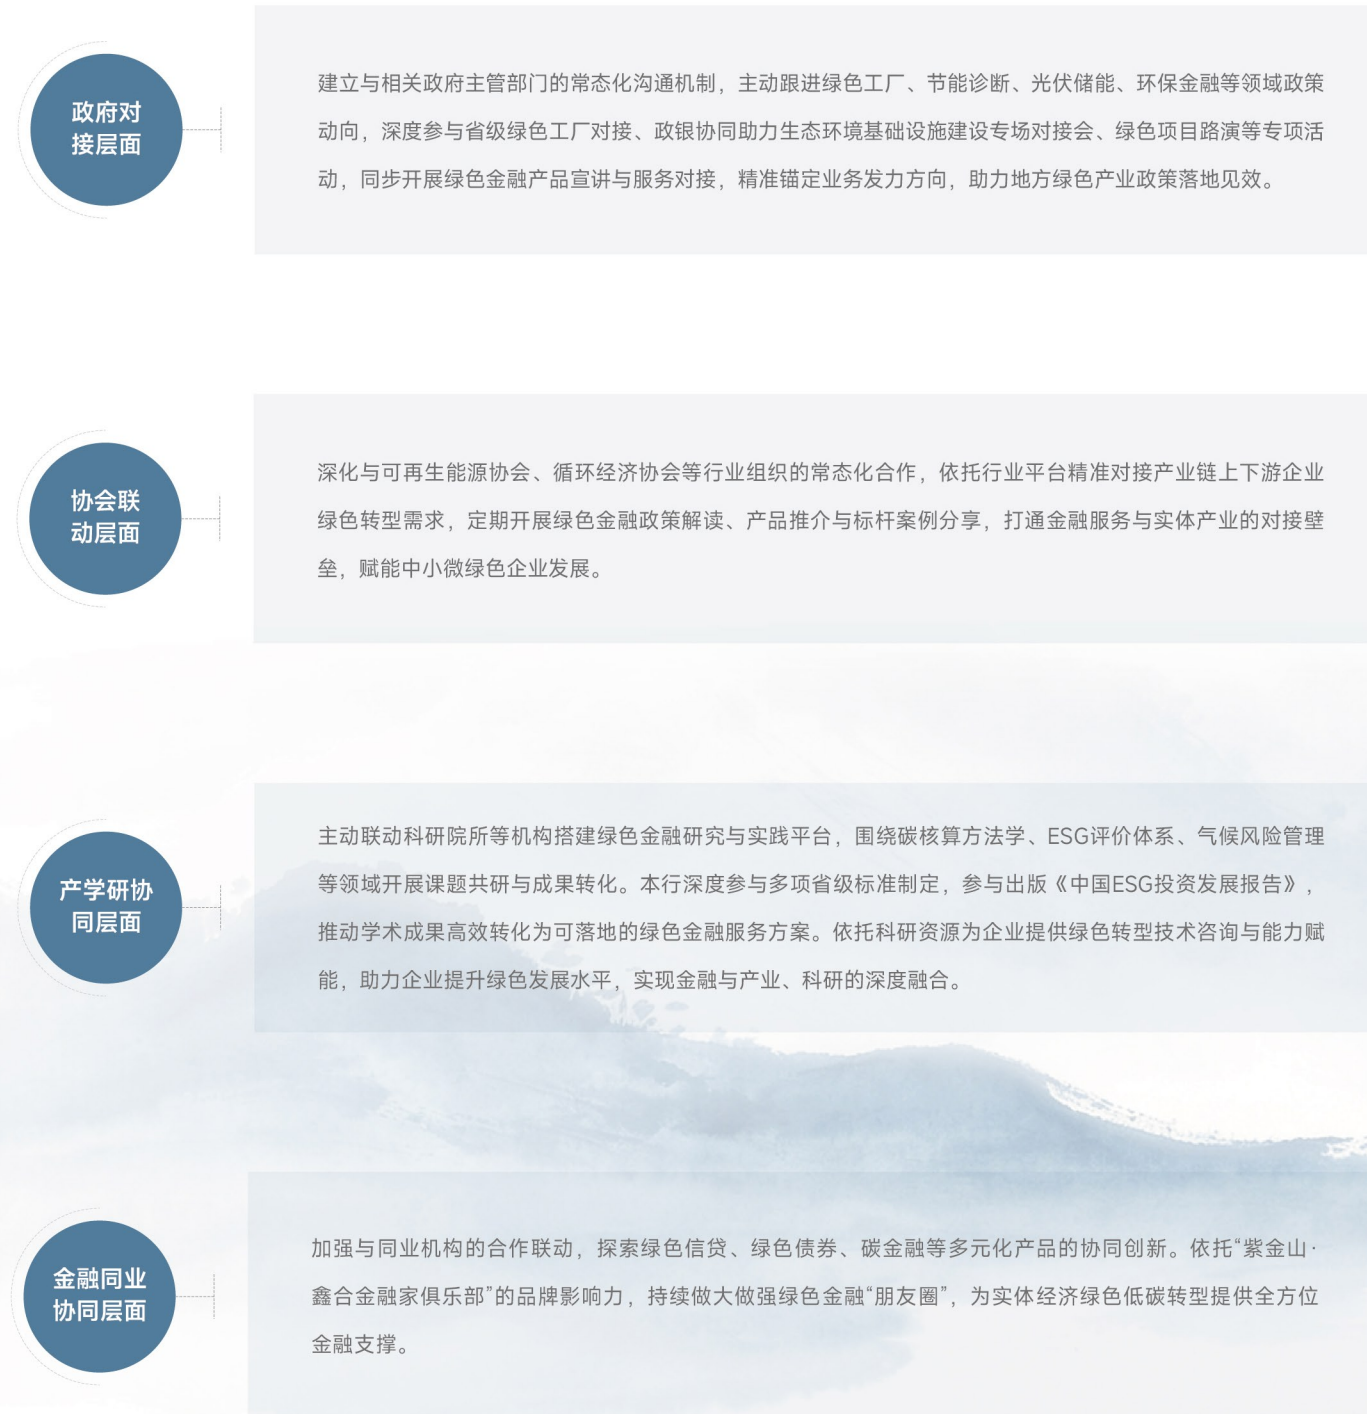 政府对
接层面
建立与相关政府主管部门的常态化沟通机制，主动跟进绿色工厂、节能诊断、光伏储能、环保金融等领域政策
动向，深度参与省级绿色工厂对接、政银协同助力生态环境基础设施建设专场对接会、绿色项目路演等专项活
动，同步开展绿色金融产品宣讲与服务对接，精准锚定业务发力方向，助力地方绿色产业政策落地见效。
协会联
动层面
深化与可再生能源协会、循环经济协会等行业组织的常态化合作，依托行业平台精准对接产业链上下游企业
绿色转型需求，定期开展绿色金融政策解读、产品推介与标杆案例分享，打通金融服务与实体产业的对接壁
垒，赋能中小微绿色企业发展。
产学研协
同层面
主动联动科研院所等机构搭建绿色金融研究与实践平台，围绕碳核算方法学、ESG评价体系、气候风险管理
等领域开展课题共研与成果转化。本行深度参与多项省级标准制定，参与出版《中国ESG投资发展报告》，
推动学术成果高效转化为可落地的绿色金融服务方案。依托科研资源为企业提供绿色转型技术咨询与能力赋
能，助力企业提升绿色发展水平，实现金融与产业、科研的深度融合。
金融同业
协同层面
加强与同业机构的合作联动，探索绿色信贷、绿色债券、碳金融等多元化产品的协同创新。依托“紫金山·
鑫合金融家俱乐部”的品牌影响力，持续做大做强绿色金融“朋友圈”，为实体经济绿色低碳转型提供全方位
金融支撑。